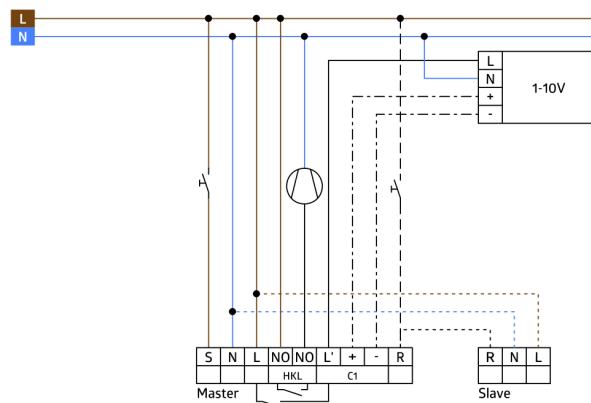 L
N
L
N
+
-
1-10V
S N L NO NO L' + - R
HKL C1
Master
R N L
Slave